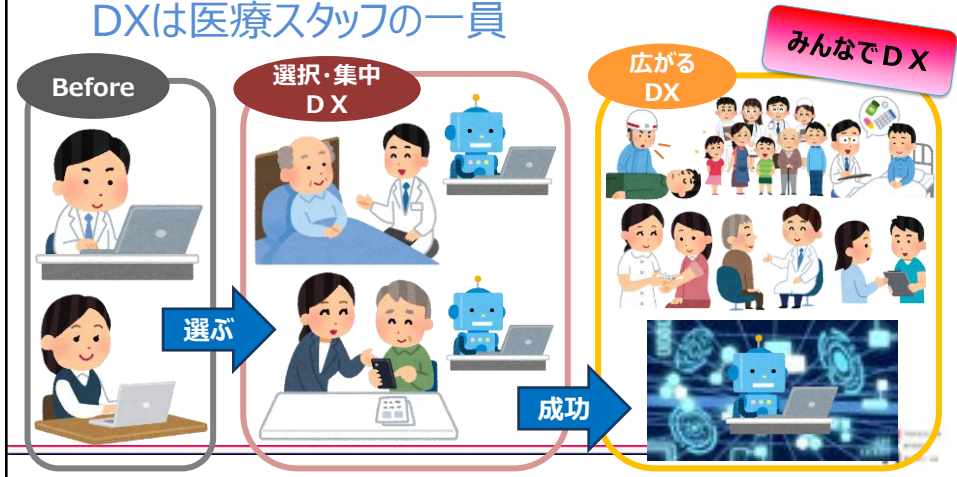 DXは医療スタッフの一員
みんなでＤＸ
Before
選択・集中
ＤＸ
広がる
DX
選ぶ
成功